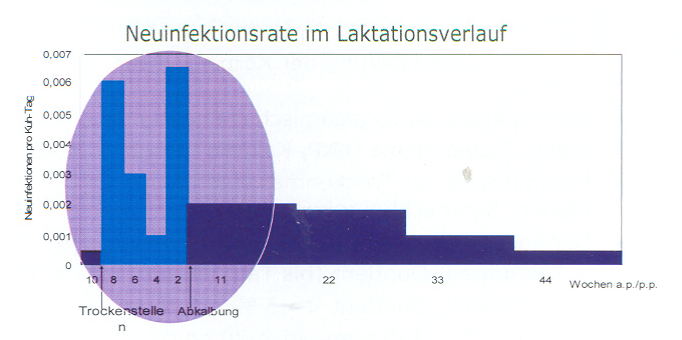 Neuinfektionsrate im Laktationsverlauf
Neuinfektionen pro Kuh-Tag
0,007
0,006
0,005
0,004
0,003
0,002
0,001
0
10 8 6 4 2 11 22 33 44
Wochen a.p./p.p.
Trockenstelle
n
Abkalbung